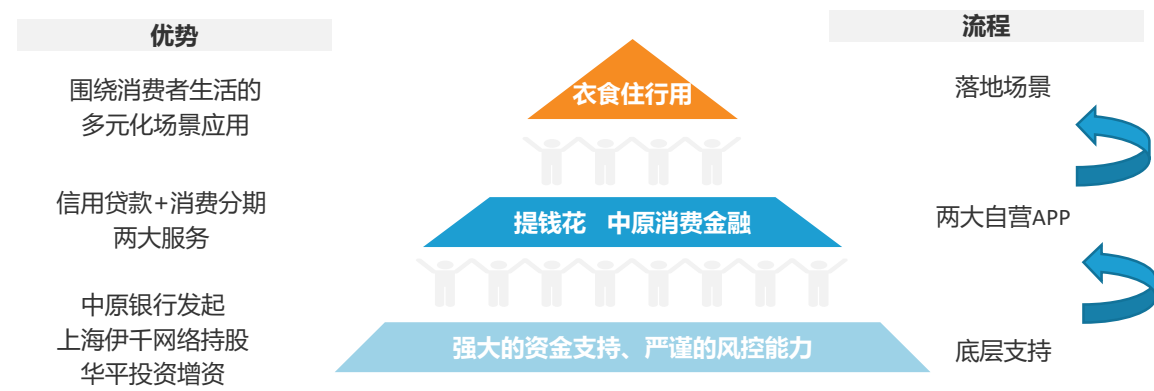 优势
围绕消费者生活的
多元化场景应用
信用贷款+消费分期
两大服务
中原银行发起
上海伊千网络持股
华平投资增资
衣食住行用
提钱花 中原消费金融
强大的资金支持、严谨的风控能力
流程
落地场景
两大自营APP
底层支持